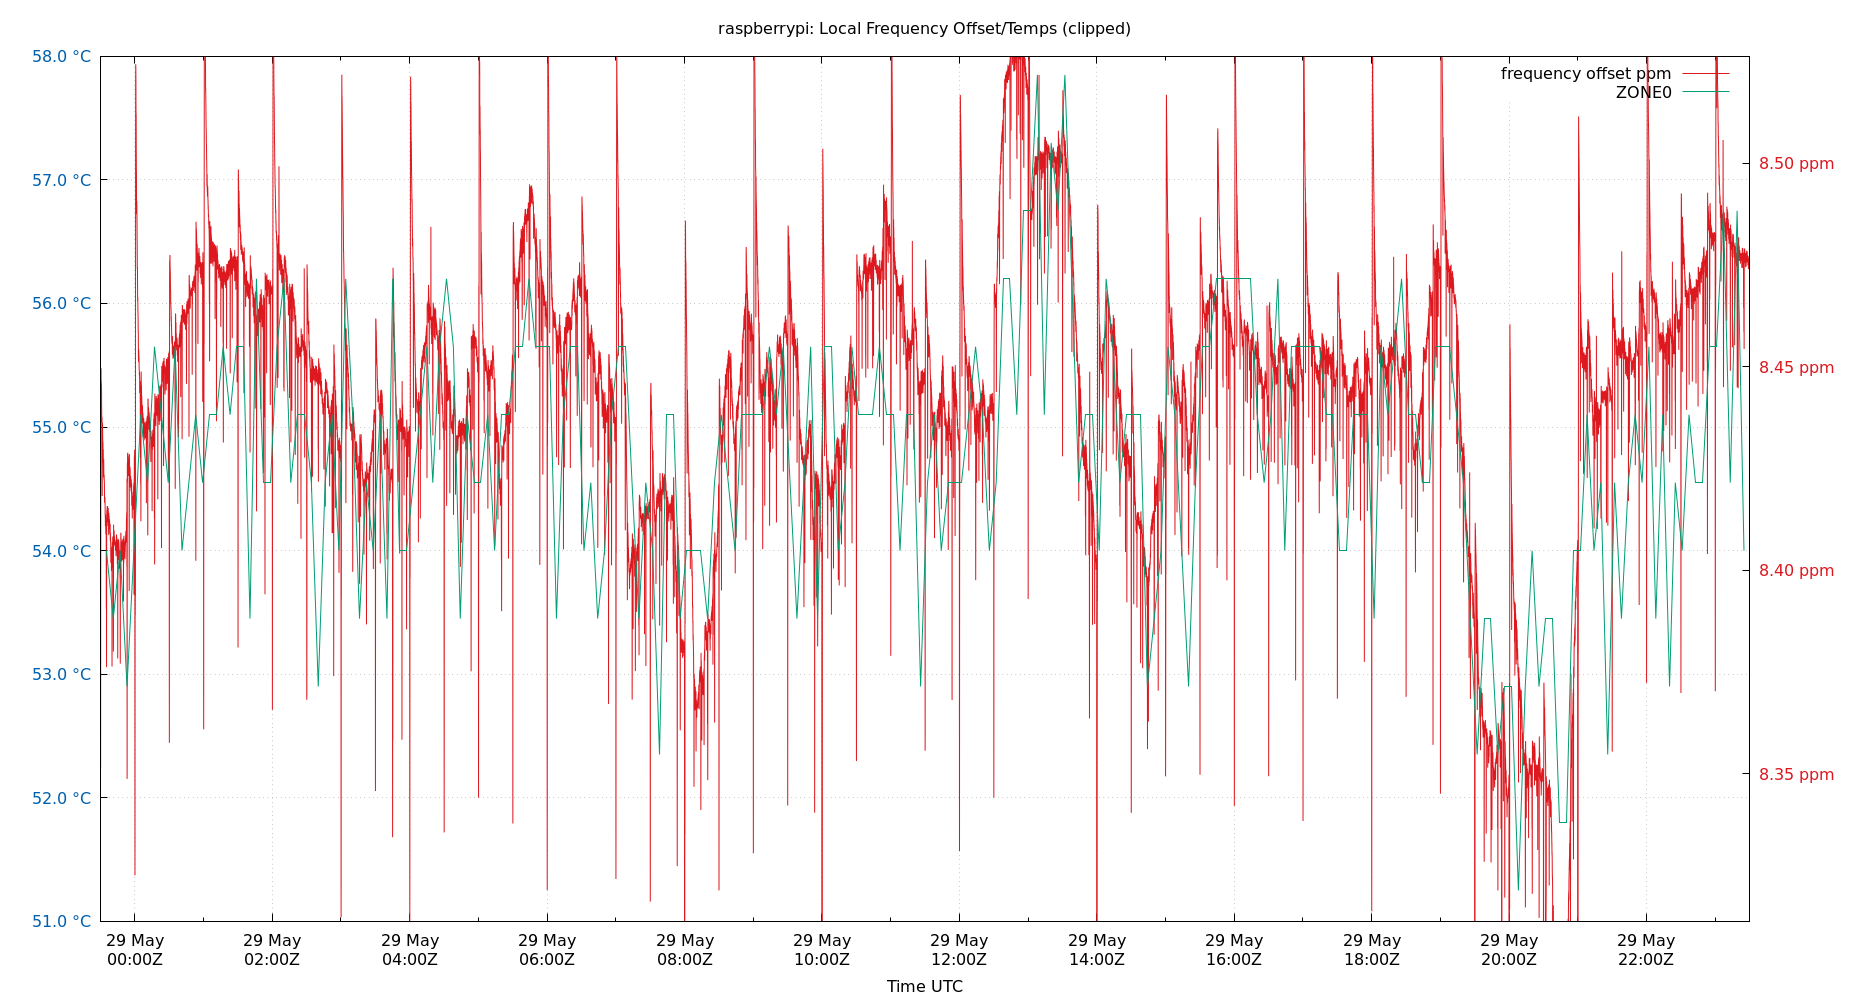 raspberrypi: Local Frequency Offset/Temps (clipped)
frequency offset ppm
ZONE0
58.0 °C
57.0 °C
56.0 °C
55.0 °C
54.0 °C
53.0 °C
52.0 °C
51.0 °C
8.50 ppm
8.45 ppm
8.40 ppm
8.35 ppm
29 May 29 May 29 May 29 May 29 May 29 May 29 May 29 May 29 May 29 May 29 May 29 May
00:00Z 02:00Z 04:00Z 06:00Z 08:00Z 10:00Z 12:00Z 14:00Z 16:00Z 18:00Z 20:00Z 22:00Z
Time UTC